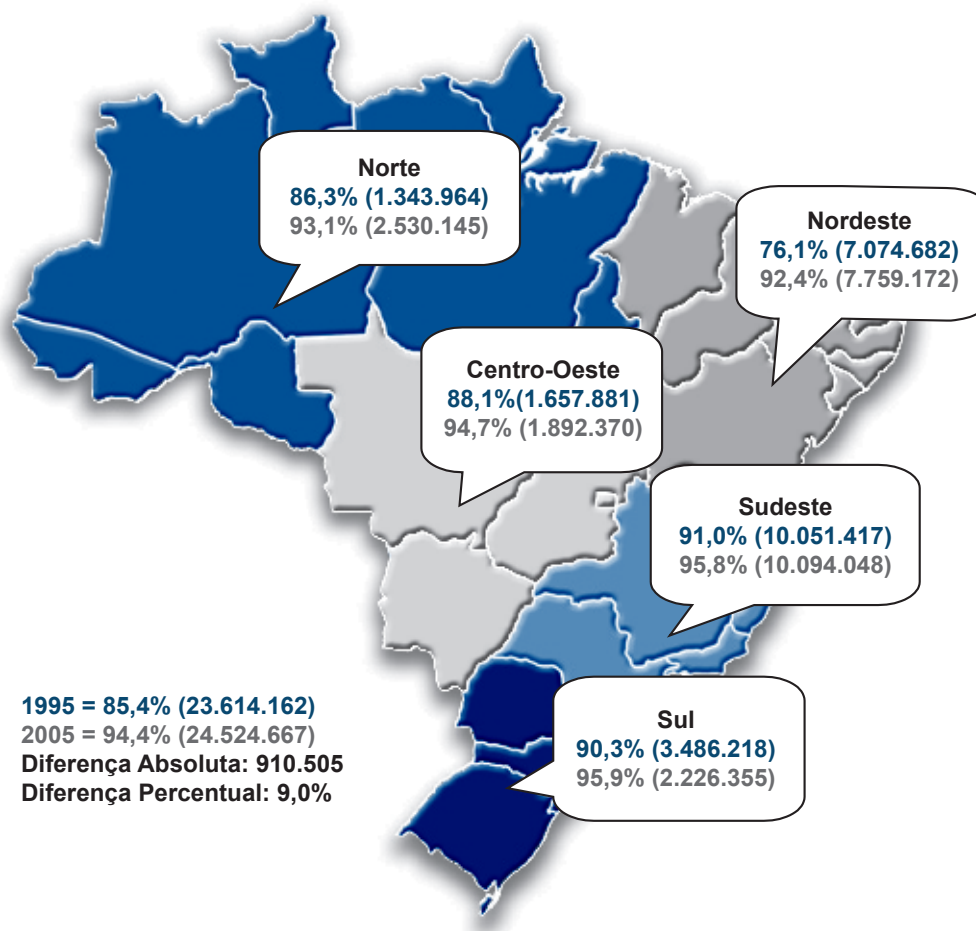 Norte
86,3% (1.343.964)
93,1% (2.530.145)
Nordeste
76,1% (7.074.682)
92,4% (7.759.172)
Centro-Oeste
88,1%(1.657.881)
94,7% (1.892.370)
Sudeste
91,0% (10.051.417)
95,8% (10.094.048)
Sul
90,3% (3.486.218)
95,9% (2.226.355)
1995 = 85,4% (23.614.162)
2005 = 94,4% (24.524.667)
Diferença Absoluta: 910.505
Diferença Percentual: 9,0%